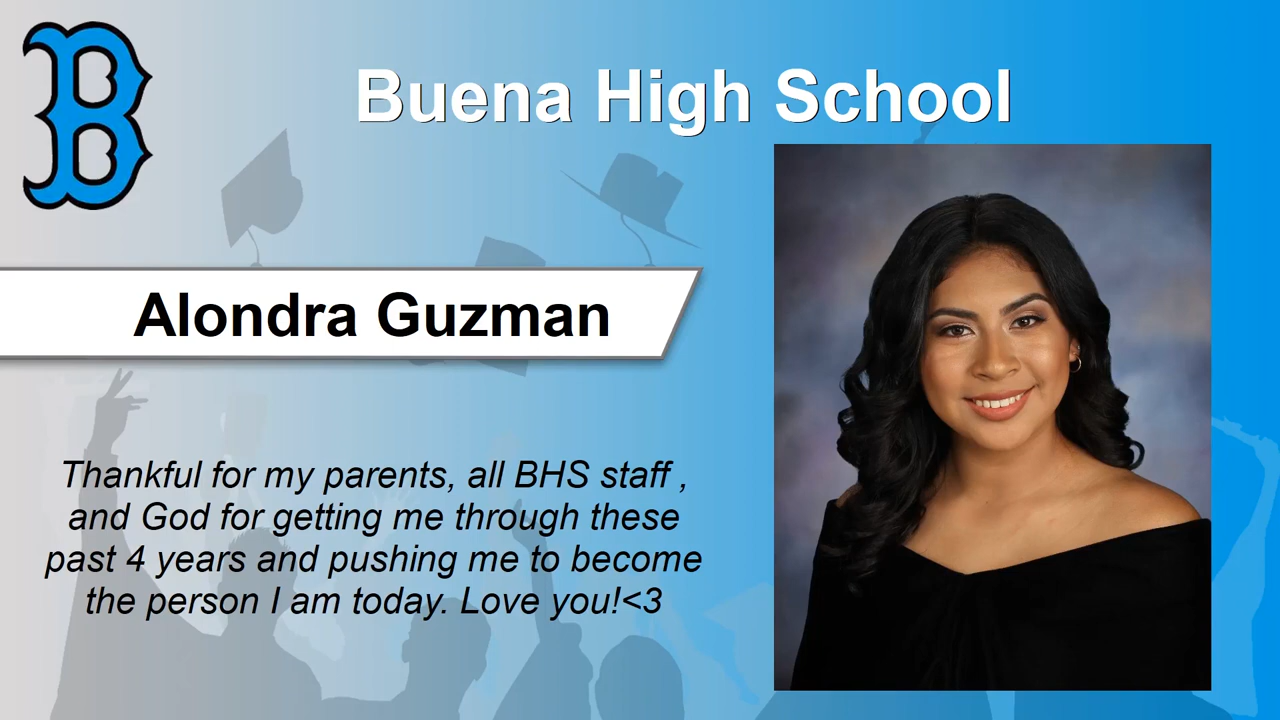 B
Buena High School
Alondra Guzman
Thankful for my parents, all BHS staff ,
and God for getting me through these
past 4 years and pushing me to become
the person I am today. Love you!<3